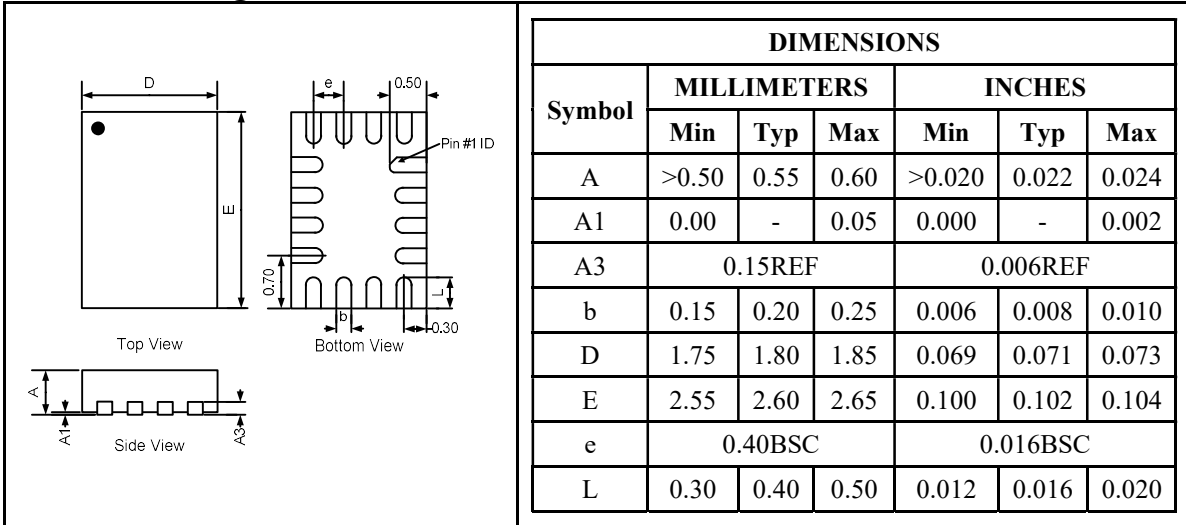 D
E
Top View
A
A1
A3
Side View
e
0.50
Pin #1 ID
0.70
b
L
0.30
Bottom View
DIMENSIONS
Symbol MILLIMETERS INCHES
Min Typ Max Min Typ Max
A >0.50 0.55 0.60 >0.020 0.022 0.024
A1 0.00 - 0.05 0.000 - 0.002
A3 0.15REF 0.006REF
b 0.15 0.20 0.25 0.006 0.008 0.010
D 1.75 1.80 1.85 0.069 0.071 0.073
E 2.55 2.60 2.65 0.100 0.102 0.104
e 0.40BSC 0.016BSC
L 0.30 0.40 0.50 0.012 0.016 0.020